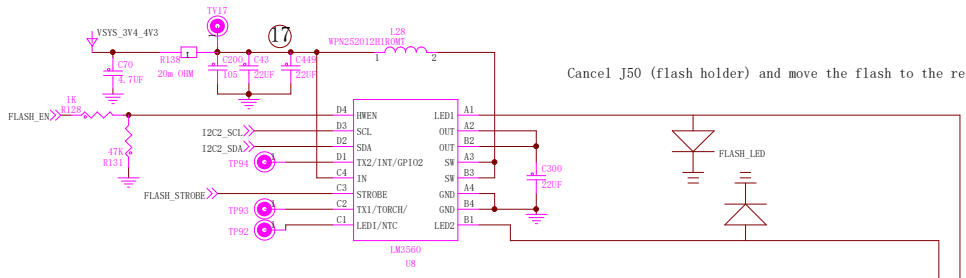 TV17
VSYS_3V4_4V3
17
L28
WPN252012H1R0MT
1
2
R138
20m OHM
C70
4.7UF
C200
105
C43
22UF
C449
22UF
Cancel J50 (flash holder) and move the flash to the re
1K
R128
FLASH_EN
47K
R131
I2C2_SCL
I2C2_SDA
TP94
1
FLASH_STROBE
TP93
1
TP92
1
D4
HWEN
D3
SCL
D2
SDA
D1
TX2/INT/GPIO2
C4
IN
C3
STROBE
C2
TX1/TORCH/
C1
LEDI/NTC
LED1
A1
OUT
A2
OUT
B2
SW
A3
SW
B3
GND
A4
GND
B4
LED2
B1
LM3560
U8
C300
22UF
FLASH_LED